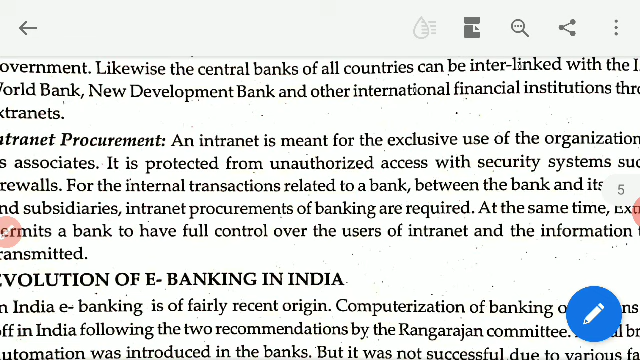 overnment. Likewise the central banks of all countries can be inter-linked with the
World Bank, New Development Bank and other international financial institutions thr
xtranets.
ntranet Procurement: An intranet is meant for the exclusive use of the organization
s associates. It is protected from unauthorized access with security systems suc
rewalls. For the internal transactions related to a bank, between the bank and its
5
nd subsidiaries, intranet procurements of banking are required. At the same time,
ermits a bank to have full control over the users of intranet and the information
ransmitted.
EVOLUTION OF E- BANKING IN INDIA
n India e- banking is of fairly recent origin. Computerization of banking
off in India following the two recommendations by the Rangarajan committee.
automation was introduced in the banks. But it was not successful due to various fa